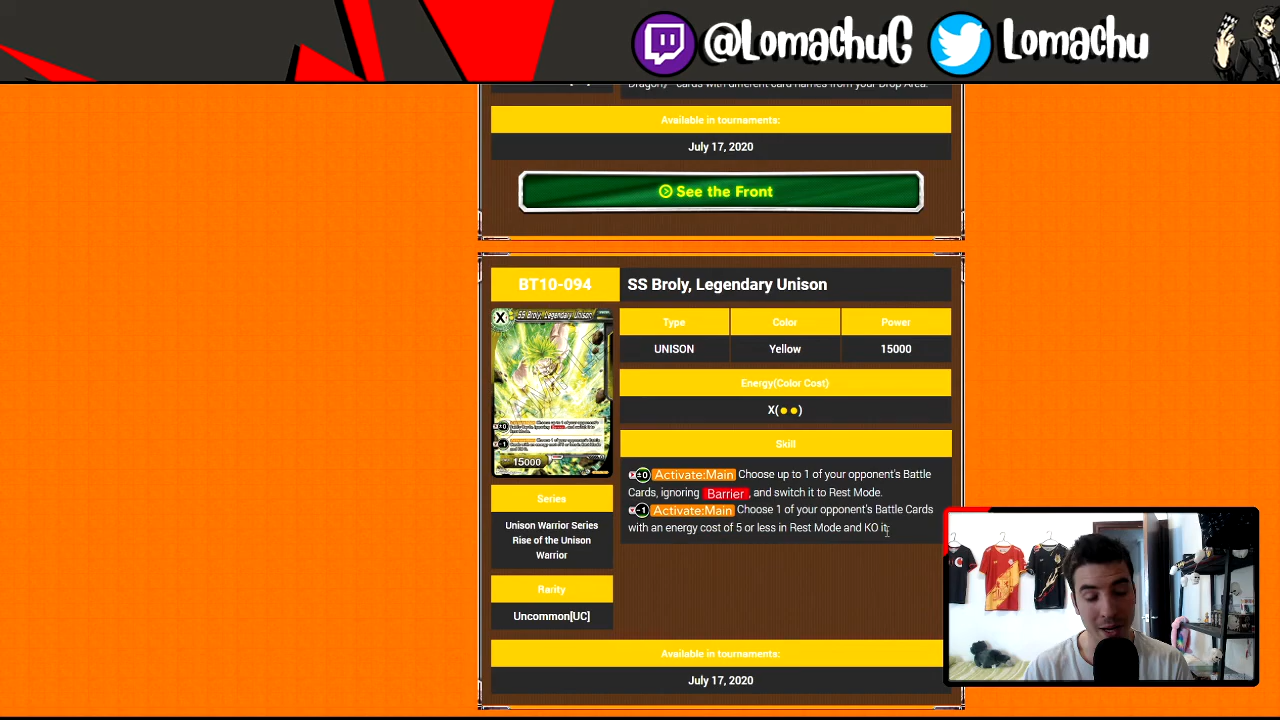 @LomachuG Lomachu
Dragon》 cards with different card names from your Drop Area.
Available in tournaments:
July 17, 2020
See the Front
BT10-094 SS Broly, Legendary Unison
X SS Broly, Legendary Unison
15000
Type Color Power
UNISON Yellow 15000
Energy(Color Cost)
X(●●)
Skill
±0 Activate:Main Choose up to 1 of your opponent's Battle
Cards, ignoring Barrier, and switch it to Rest Mode.
-1 Activate:Main Choose 1 of your opponent's Battle Cards
with an energy cost of 5 or less in Rest Mode and KO it.
Series
Unison Warrior Series
Rise of the Unison
Warrior
Rarity
Uncommon[UC]
Available in tournaments:
July 17, 2020